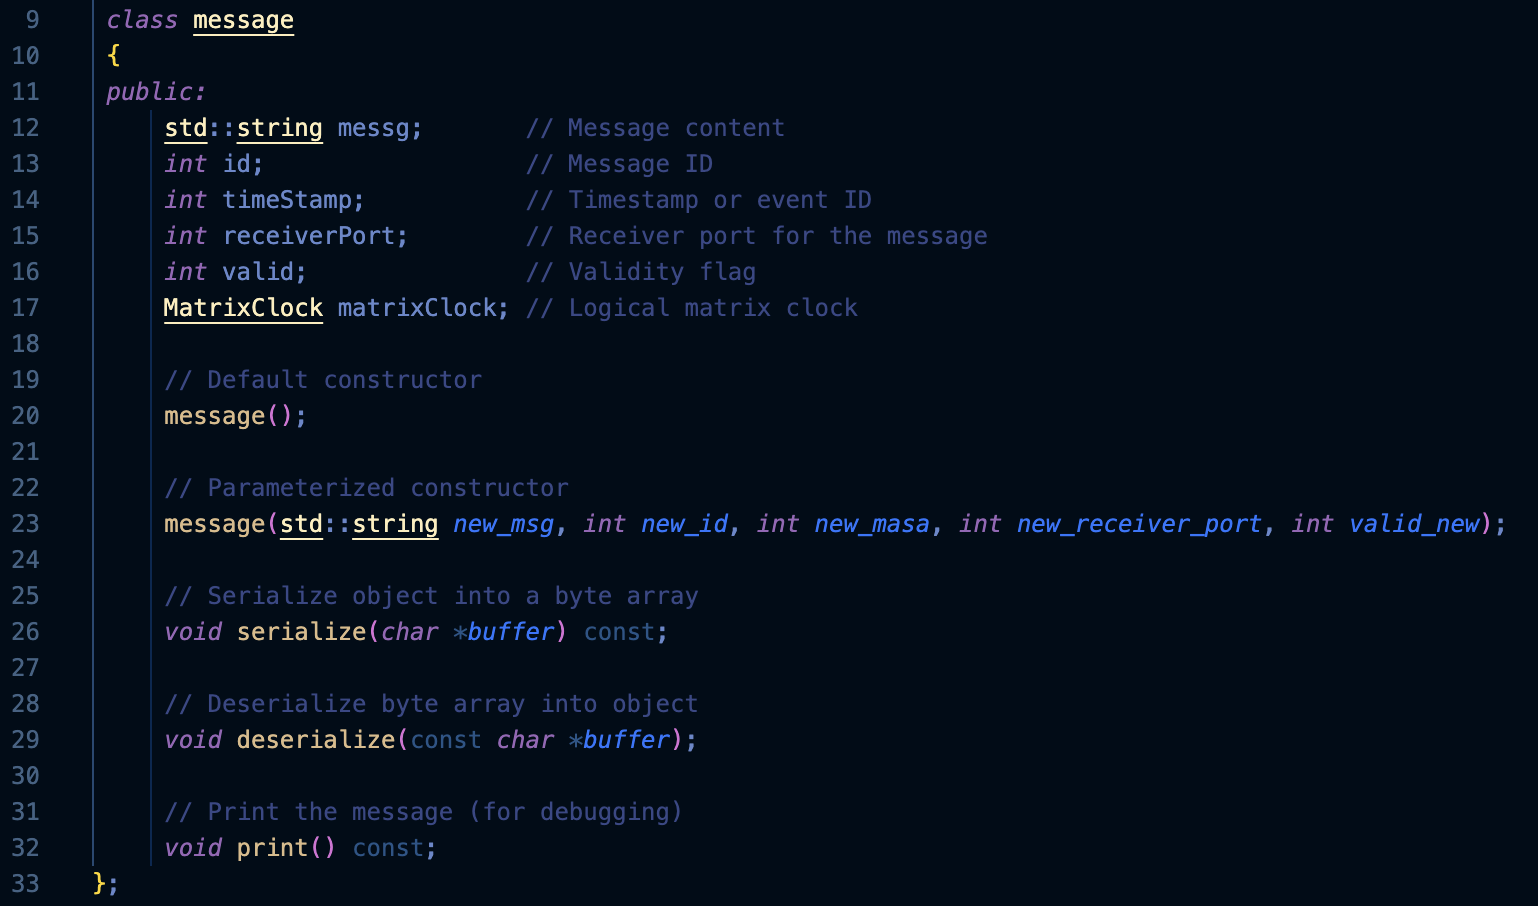 9 class message
10 {
11 public:
12 std::string messg; // Message content
13 int id; // Message ID
14 int timeStamp; // Timestamp or event ID
15 int receiverPort; // Receiver port for the message
16 int valid; // Validity flag
17 MatrixClock matrixClock; // Logical matrix clock
18
19 // Default constructor
20 message();
21
22 // Parameterized constructor
23 message(std::string new_msg, int new_id, int new_masa, int new_receiver_port, int valid_new);
24
25 // Serialize object into a byte array
26 void serialize(char *buffer) const;
27
28 // Deserialize byte array into object
29 void deserialize(const char *buffer);
30
31 // Print the message (for debugging)
32 void print() const;
33 };